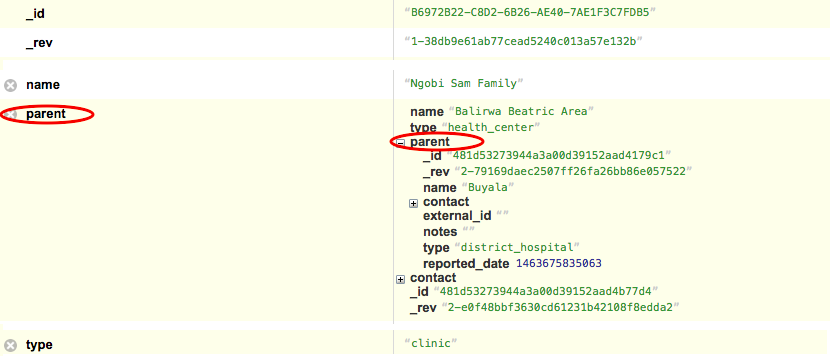 _id "B6972B22-C8D2-6B26-AE40-7AE1F3C7FDB5"
_rev "1-38db9e61ab77cead5240c013a57e132b"
name "Ngobi Sam Family"
parent name "Balirwa Beatric Area"
type "health_center"
parent
_id "481d53273944a3a00d39152aad4179c1"
_rev "2-79169daec2507ff26fa26bb86e057522"
name "Buyala"
contact
external_id ""
notes ""
type "district_hospital"
reported_date 1463675835063
contact
_id "481d53273944a3a00d39152aad4b77d4"
_rev "2-e0f48bbf3630cd61231b42108f8edda2"
type "clinic"